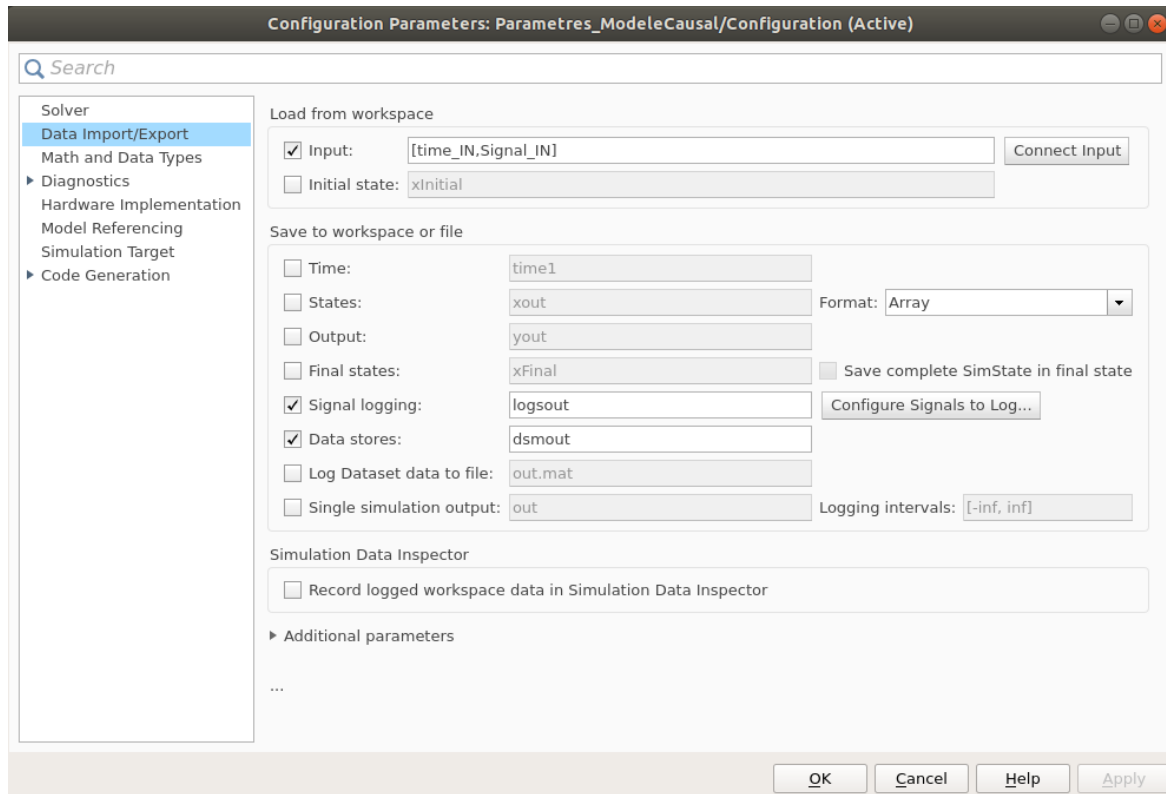 Configuration Parameters: Parametres_ModeleCausal/Configuration (Active)
Search
Solver
Data Import/Export
Math and Data Types
Diagnostics
Hardware Implementation
Model Referencing
Simulation Target
Code Generation
Load from workspace
Input: [time_IN,Signal_IN] Connect Input
Initial state: xInitial
Save to workspace or file
Time: time1
States: xout Format: Array
Output: yout
Final states: xFinal Save complete SimState in final state
Signal logging: logsout Configure Signals to Log...
Data stores: dsmout
Log Dataset data to file: out.mat
Single simulation output: out Logging intervals: [-inf, inf]
Simulation Data Inspector
Record logged workspace data in Simulation Data Inspector
Additional parameters
...
OK Cancel Help Apply